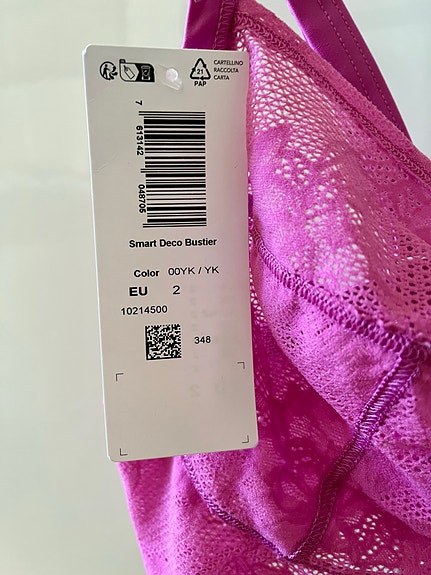 21
PAP
CARTELLINO
RACCOLTA
CARTA
7
613142
048705
Smart Deco Bustier
Color 00YK / YK
EU 2
10214500
348